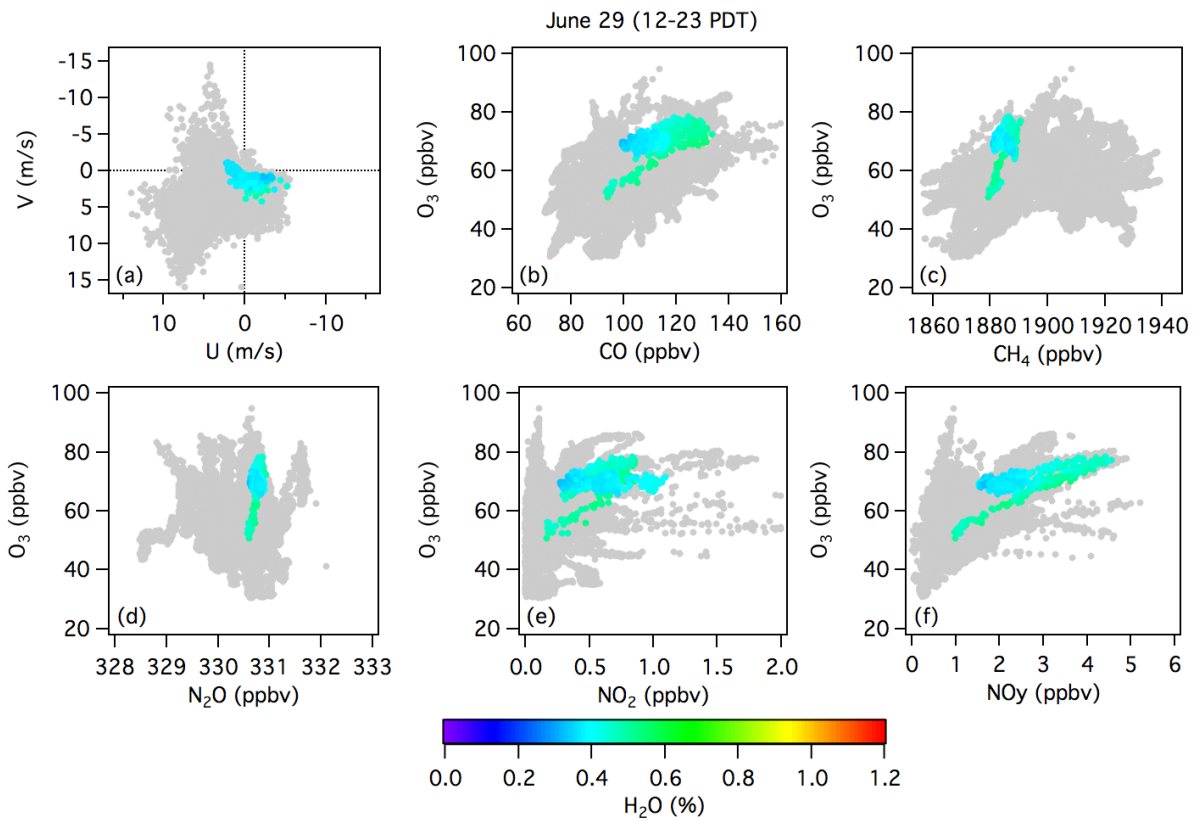 June 29 (12-23 PDT)
-15
-10
-5
0
5
10
15
V (m/s)
(a)
10 0 -10
U (m/s)
100
80
60
40
20
O3 (ppbv)
(b)
60 80 100 120 140 160
CO (ppbv)
100
80
60
40
20
O3 (ppbv)
(c)
1860 1880 1900 1920 1940
CH4 (ppbv)
100
80
60
40
20
O3 (ppbv)
(d)
328 329 330 331 332 333
N2O (ppbv)
100
80
60
40
20
O3 (ppbv)
(e)
0.0 0.5 1.0 1.5 2.0
NO2 (ppbv)
100
80
60
40
20
O3 (ppbv)
(f)
0 1 2 3 4 5 6
NOy (ppbv)
0.0 0.2 0.4 0.6 0.8 1.0 1.2
H2O (%)